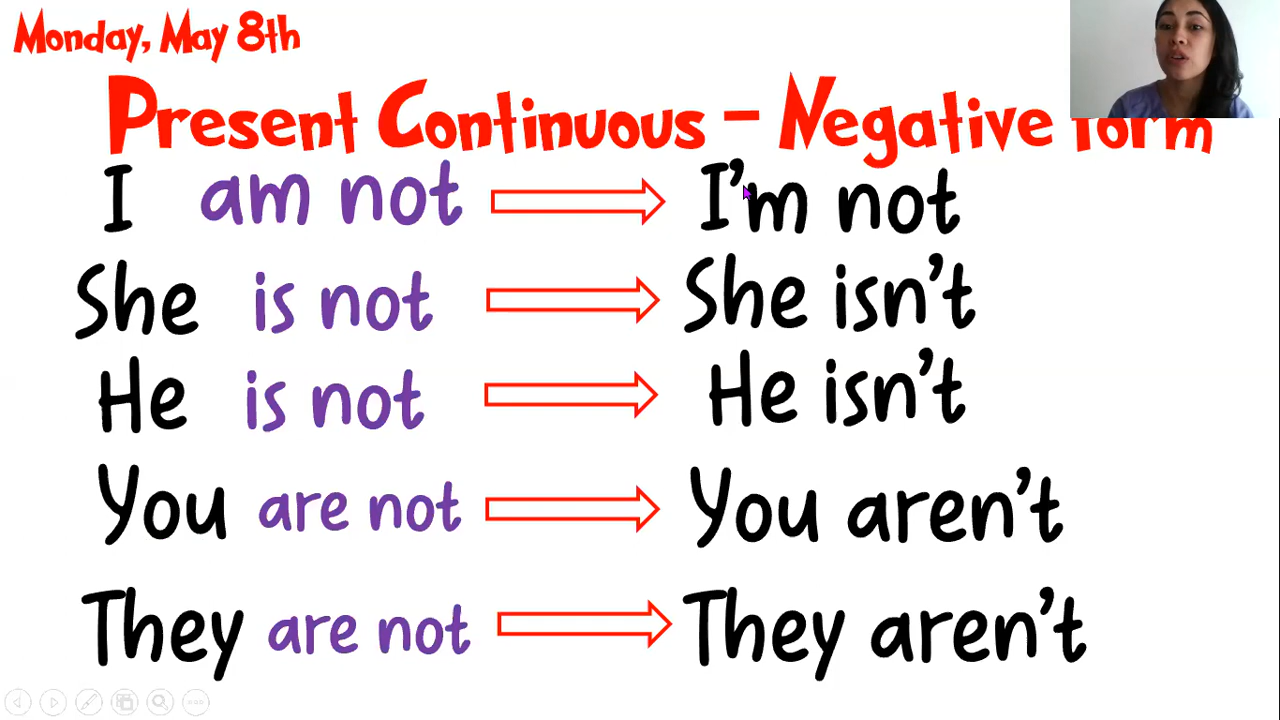 Monday, May 8th
Present Continuous - Negative form
I am not I'm not
She is not She isn't
He is not He isn't
You are not You aren't
They are not They aren't